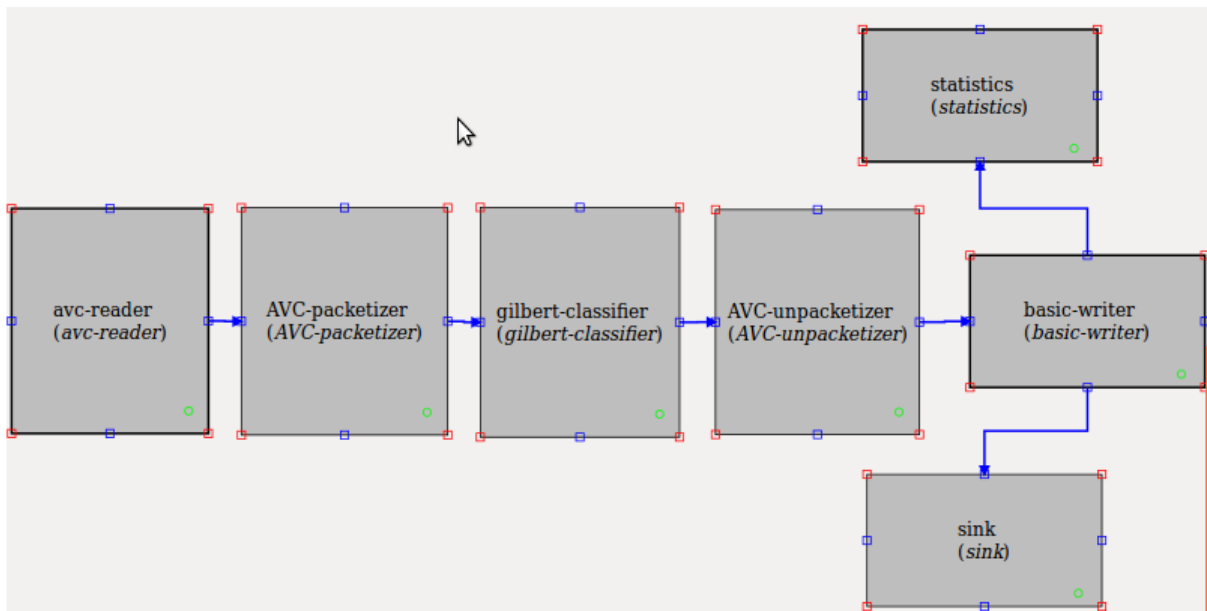 statistics
(statistics)
avc-reader
(avc-reader)
AVC-packetizer
(AVC-packetizer)
gilbert-classifier
(gilbert-classifier)
AVC-unpacketizer
(AVC-unpacketizer)
basic-writer
(basic-writer)
sink
(sink)